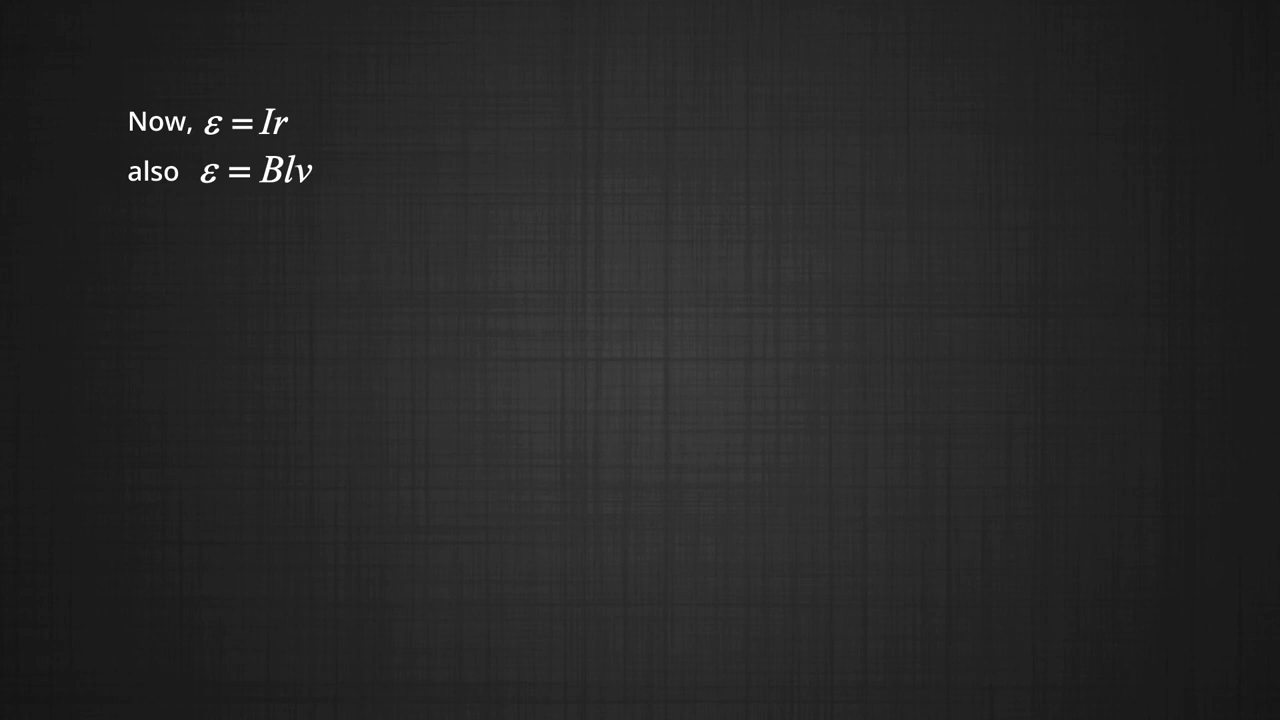 Now, ε = Ir
also ε = Blv